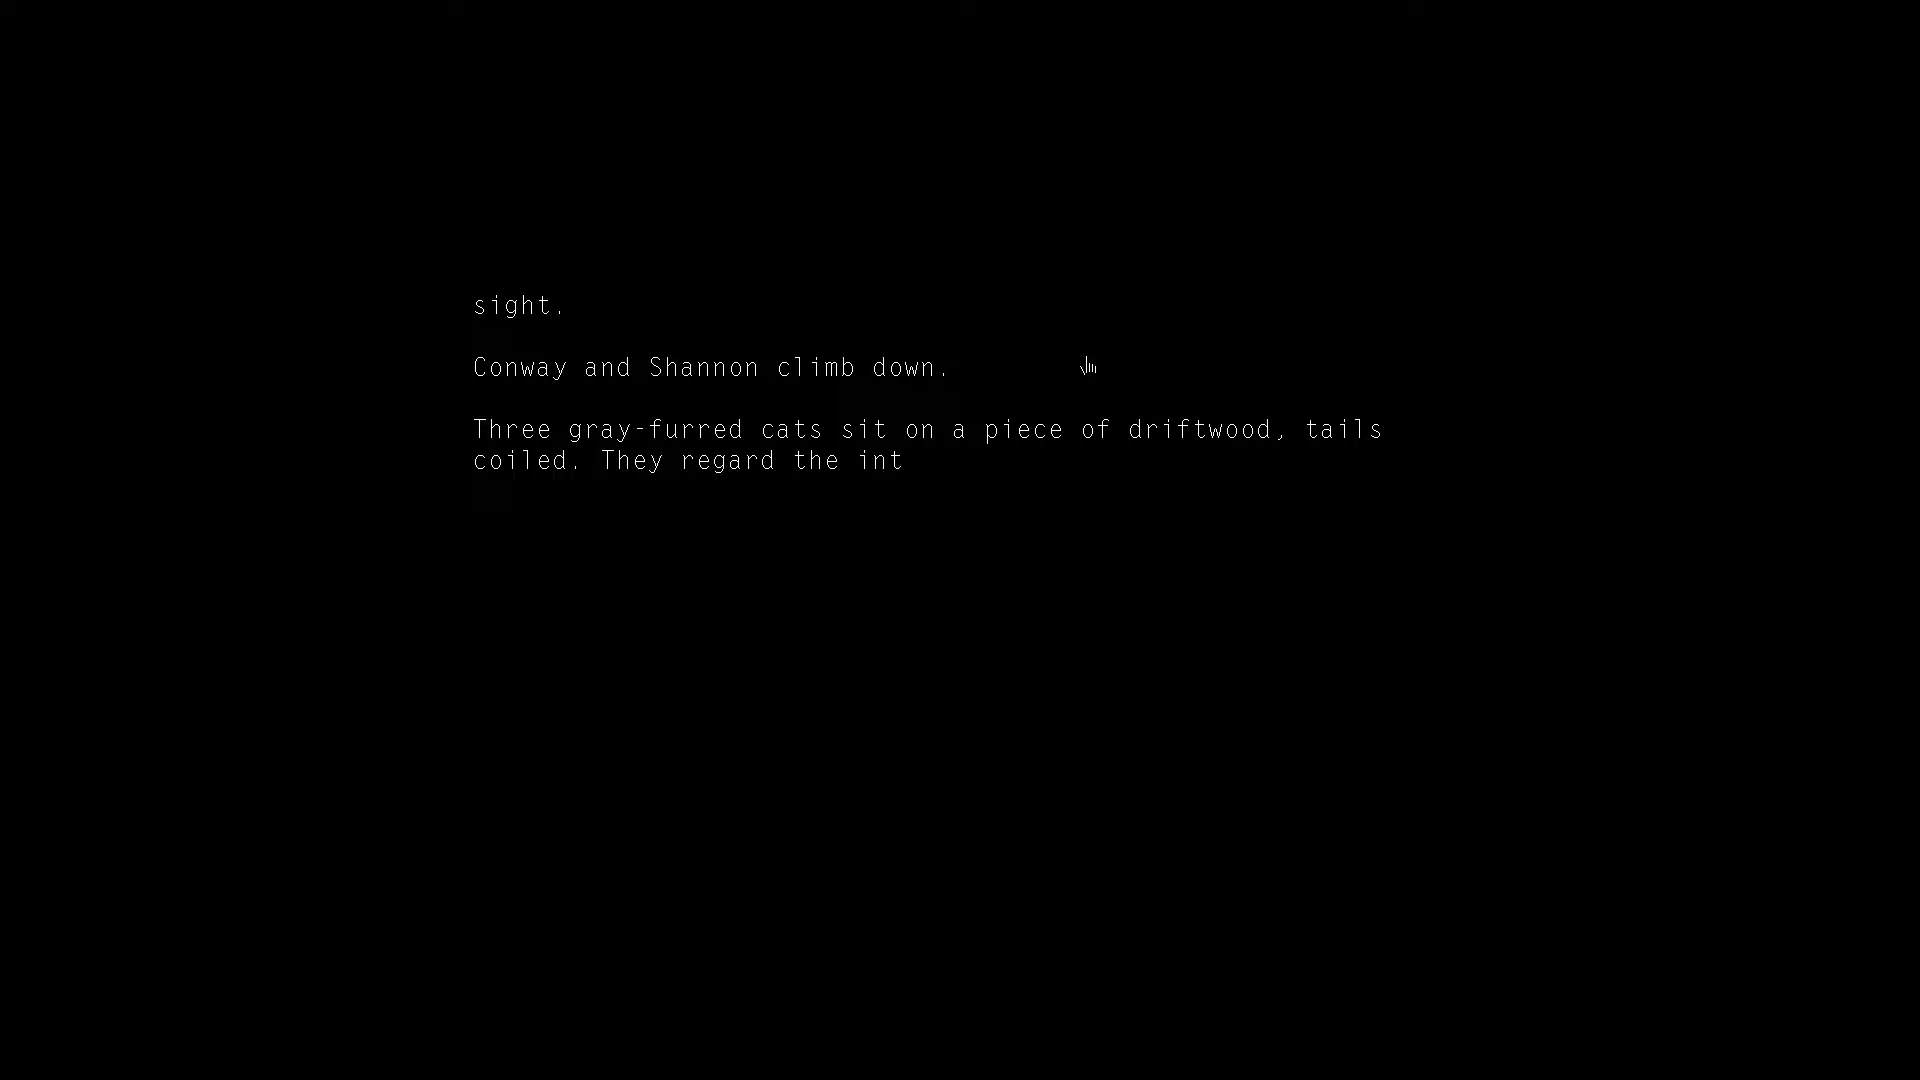 sight.
Conway and Shannon climb down.
Three gray-furred cats sit on a piece of driftwood, tails
coiled. They regard the int